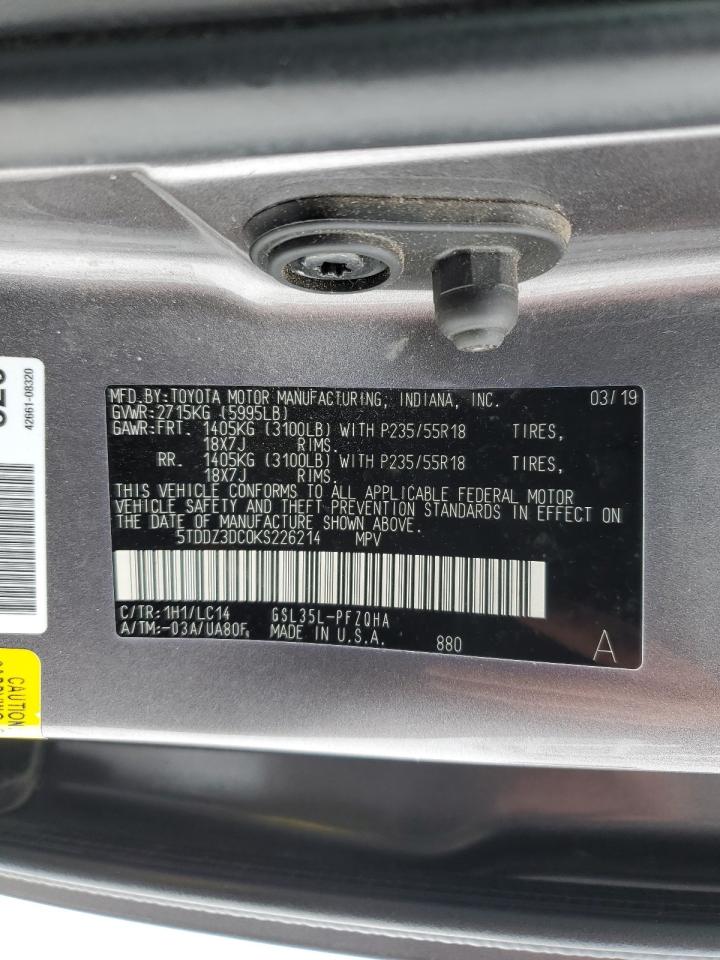 MFD.BY:TOYOTA MOTOR MANUFACTURING, INDIANA, INC. 03/19
GVWR:2715KG (5995LB)
GAWR:FRT. 1405KG (3100LB) WITH P235/55R18 TIRES,
18X7J RIMS.
RR. 1405KG (3100LB) WITH P235/55R18 TIRES,
18X7J RIMS.
THIS VEHICLE CONFORMS TO ALL APPLICABLE FEDERAL MOTOR
VEHICLE SAFETY AND THEFT PREVENTION STANDARDS IN EFFECT ON
THE DATE OF MANUFACTURE SHOWN ABOVE.
5TDDZ3DC0KS226214 MPV
C/TR:1H1/LC14 GSL35L-PFZQHA
A/TM:-03A/UA80F MADE IN U.S.A. 880 A
42661-08320
CAUTION